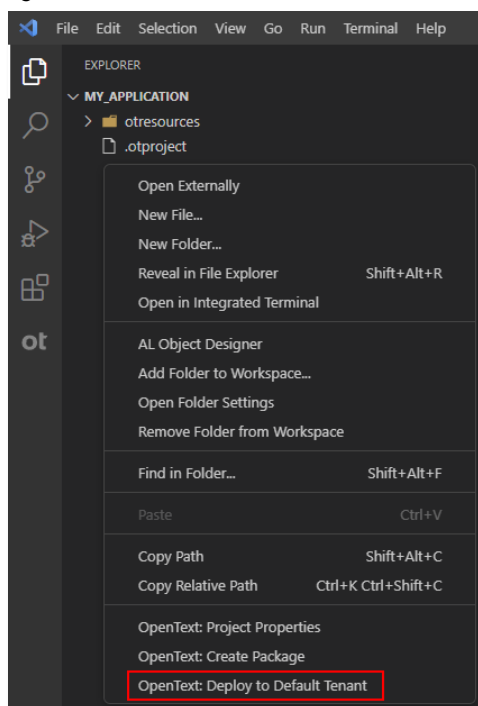 File Edit Selection View Go Run Terminal Help
EXPLORER
MY_APPLICATION
otresources
.otproject
Open Externally
New File...
New Folder...
Reveal in File Explorer Shift+Alt+R
Open in Integrated Terminal
ot
AL Object Designer
Add Folder to Workspace...
Open Folder Settings
Remove Folder from Workspace
Find in Folder... Shift+Alt+F
Paste Ctrl+V
Copy Path Shift+Alt+C
Copy Relative Path Ctrl+K Ctrl+Shift+C
OpenText: Project Properties
OpenText: Create Package
OpenText: Deploy to Default Tenant